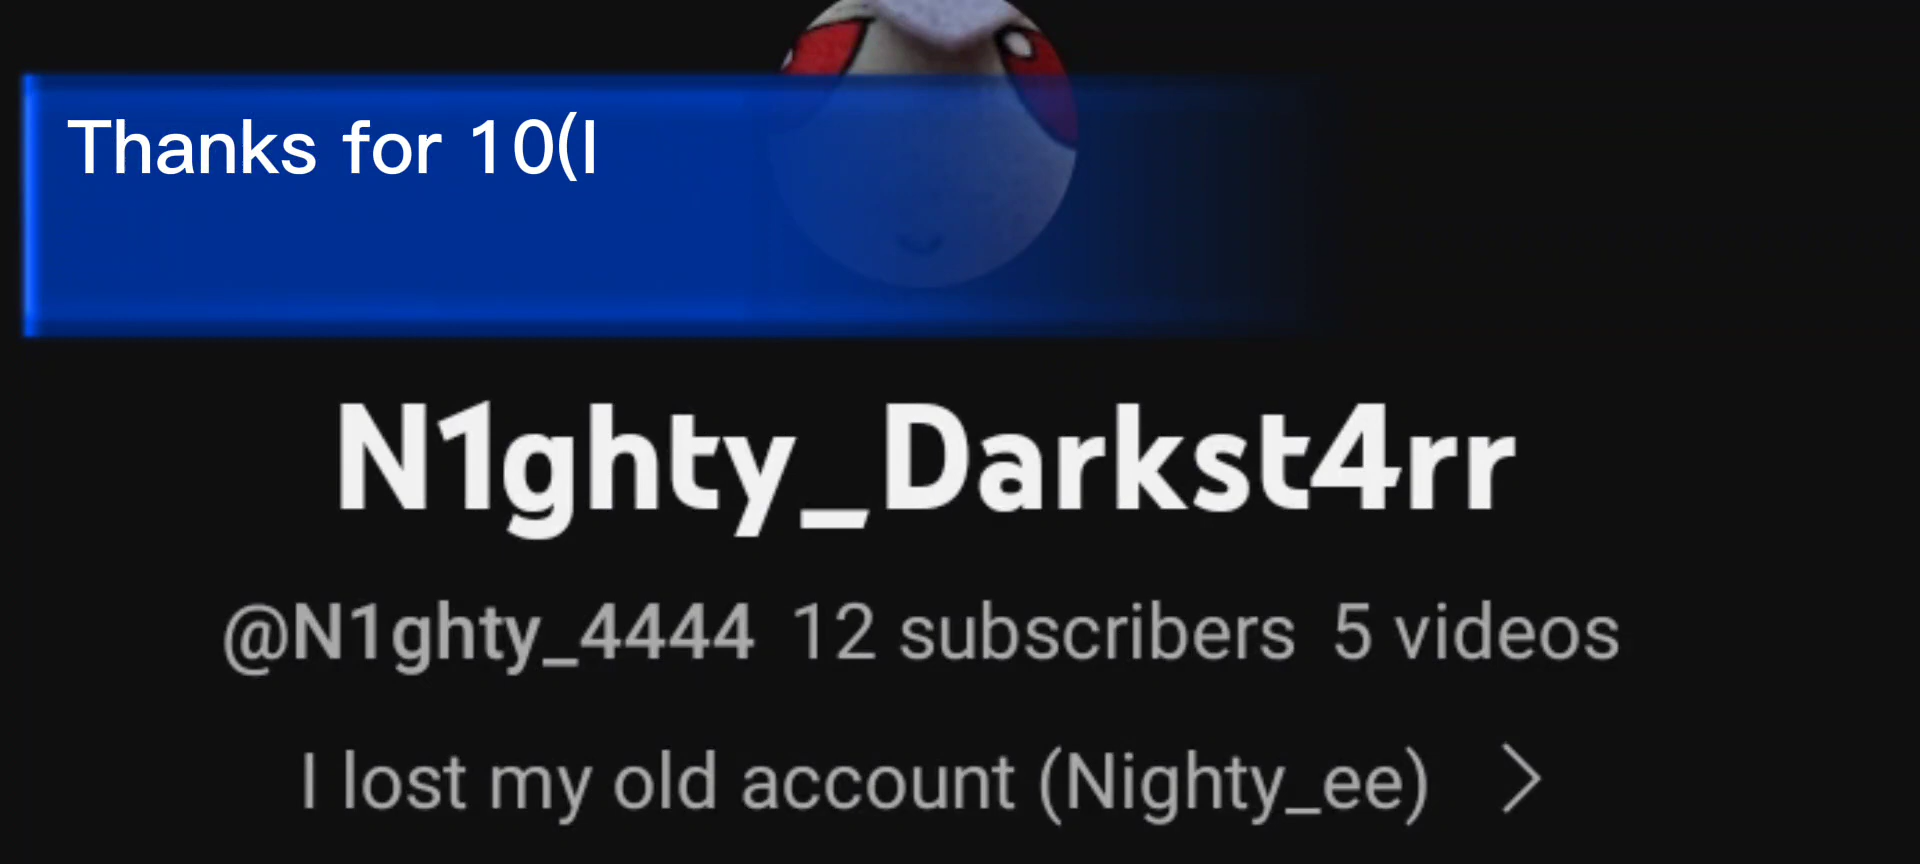 Thanks for 10(I
N1ghty_Darkst4rr
@N1ghty_4444 12 subscribers 5 videos
I lost my old account (Nighty_ee) >